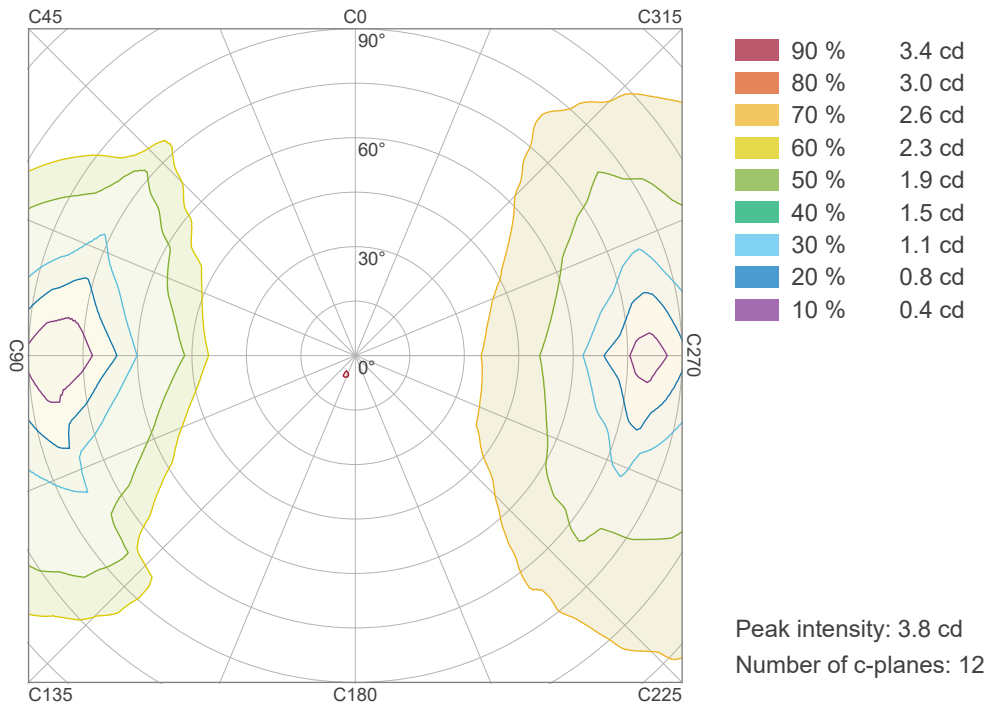 C45 C0 C315
90°
60°
30°
0°
C90
C270
C135 C180 C225
90 % 3.4 cd
80 % 3.0 cd
70 % 2.6 cd
60 % 2.3 cd
50 % 1.9 cd
40 % 1.5 cd
30 % 1.1 cd
20 % 0.8 cd
10 % 0.4 cd
Peak intensity: 3.8 cd
Number of c-planes: 12